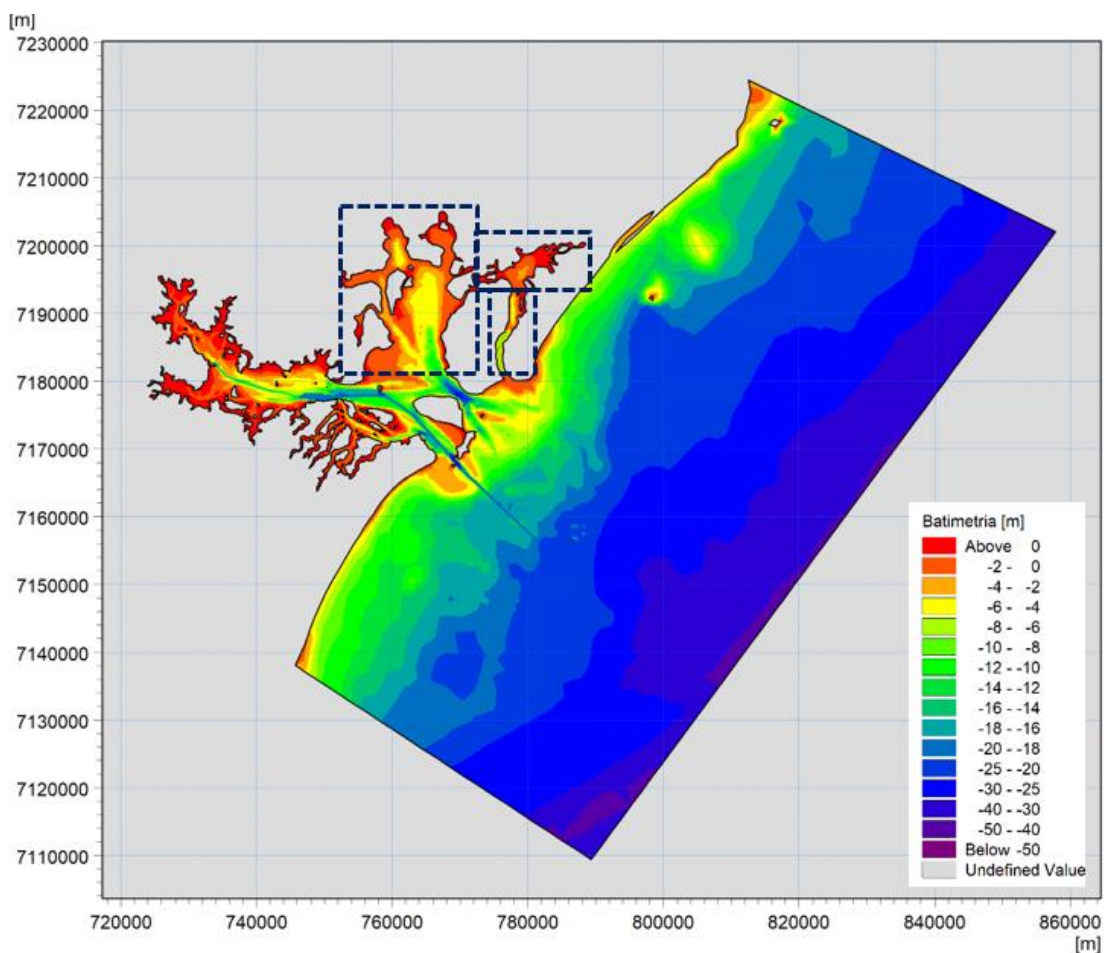 [m]
7230000
7220000
7210000
7200000
7190000
7180000
7170000
7160000
7150000
7140000
7130000
7120000
7110000
Batimetria [m]
Above 0
-2 - 0
-4 - -2
-6 - -4
-8 - -6
-10 - -8
-12 - -10
-14 - -12
-16 - -14
-18 - -16
-20 - -18
-25 - -20
-30 - -25
-40 - -30
-50 - -40
Below -50
Undefined Value
720000 740000 760000 780000 800000 820000 840000 860000
[m]